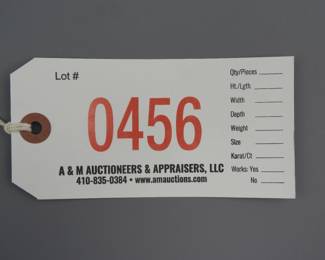 Lot #
0456
A & M AUCTIONEERS & APPRAISERS, LLC
410-835-0384 • www.amauctions.com
Qty/Pieces
Ht./Lgth
Width
Depth
Weight
Size
Karat/Ct
Works: Yes
No